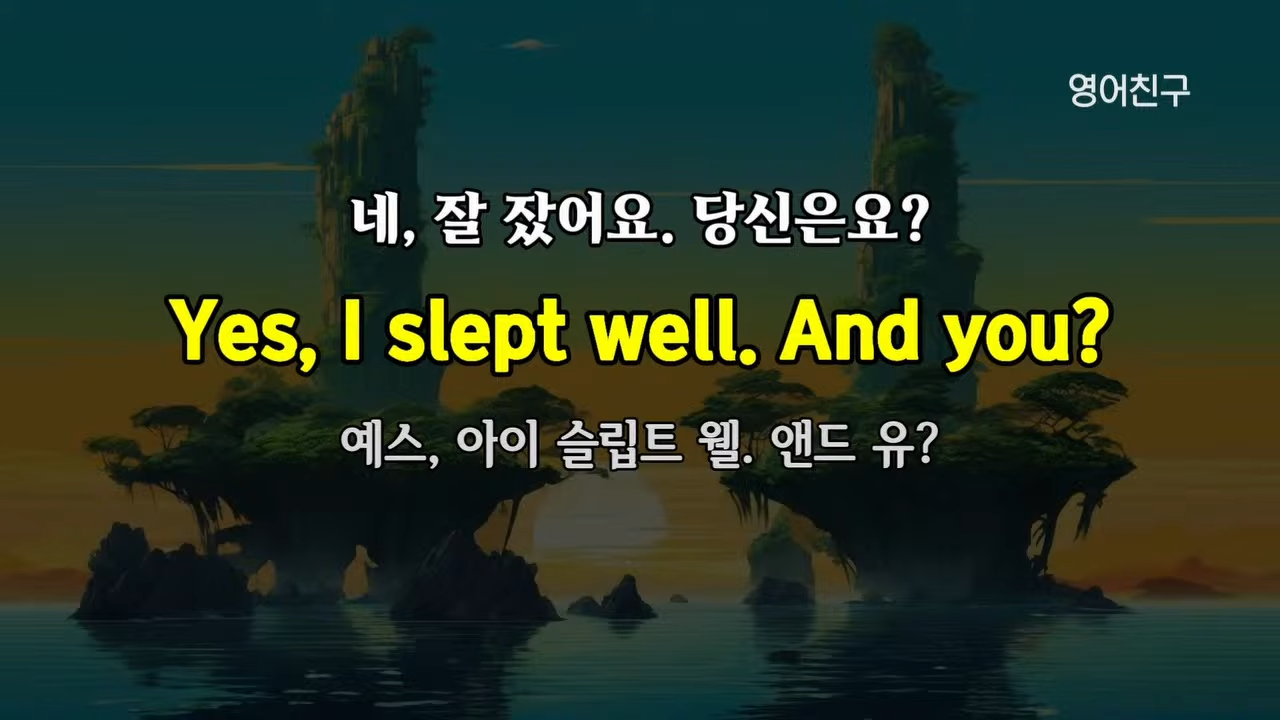 영어친구
네, 잘 잤어요. 당신은요?
Yes, I slept well. And you?
예스, 아이 슬립트 웰. 앤드 유?